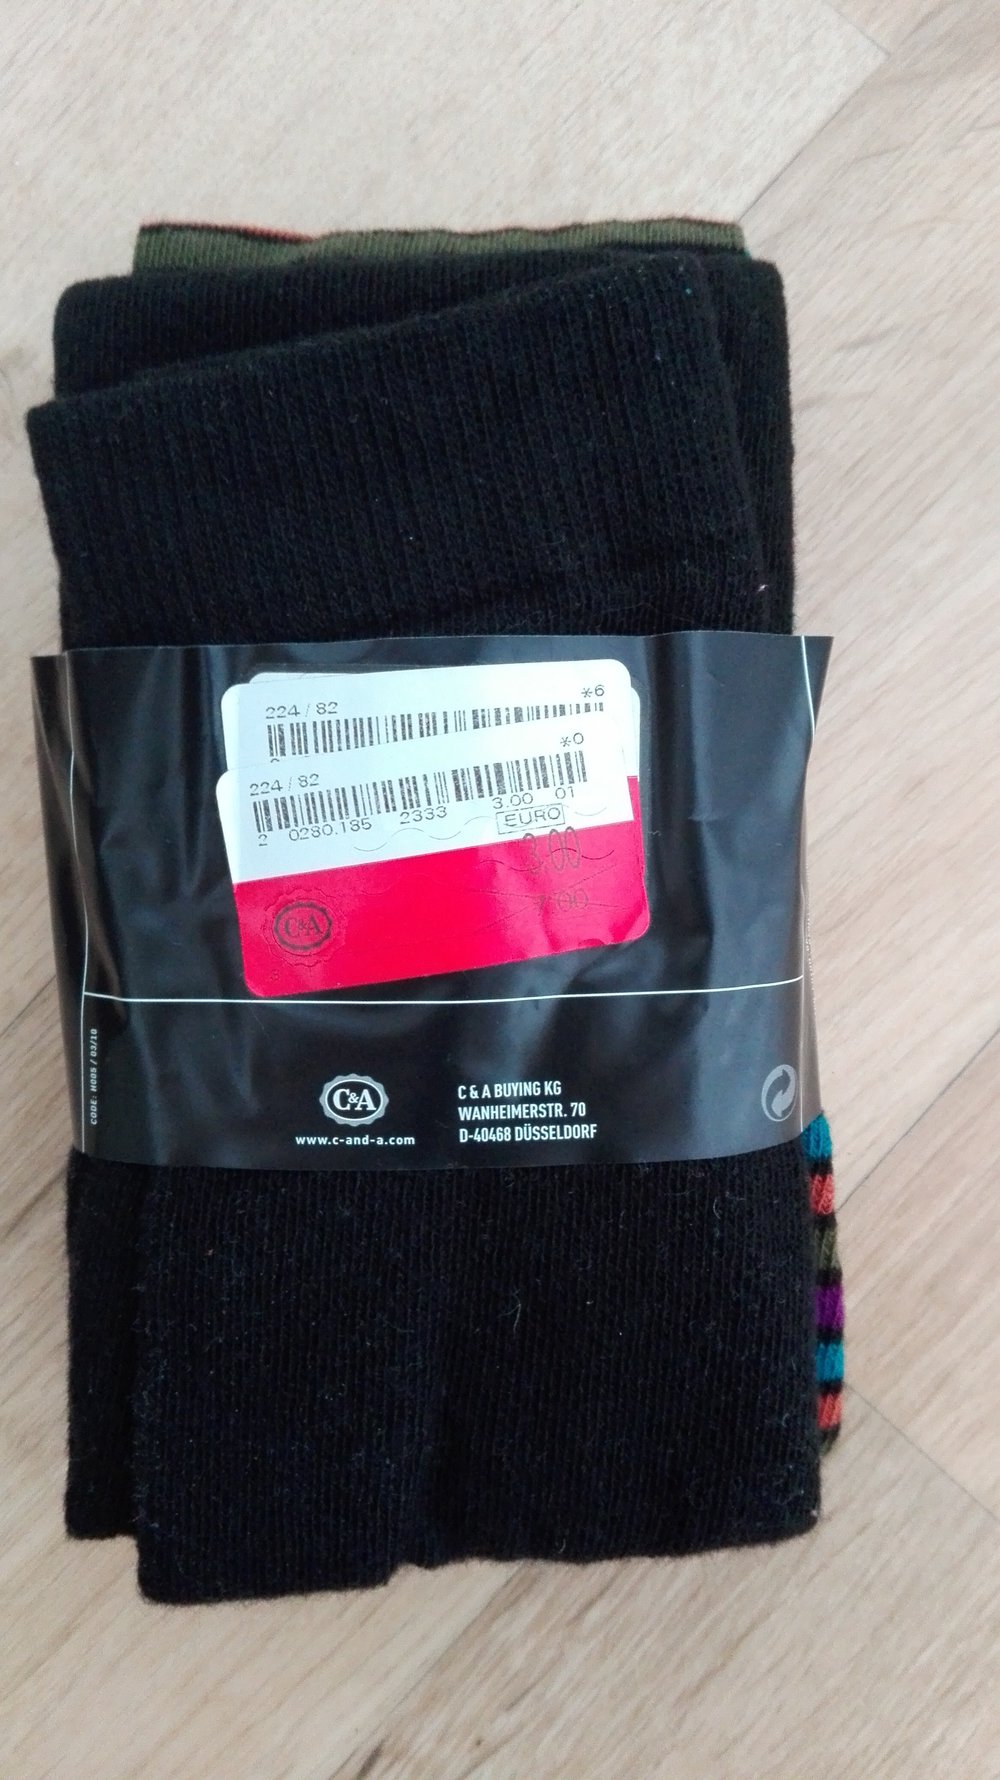 224 / 82
*6
*0
224 / 82
3.00 01
2 0280.185 2333
EURO
3.00
C&A
CODE: H005 / 03/10
C&A
www.c-and-a.com
C & A BUYING KG
WANHEIMERSTR. 70
D-40468 DÜSSELDORF